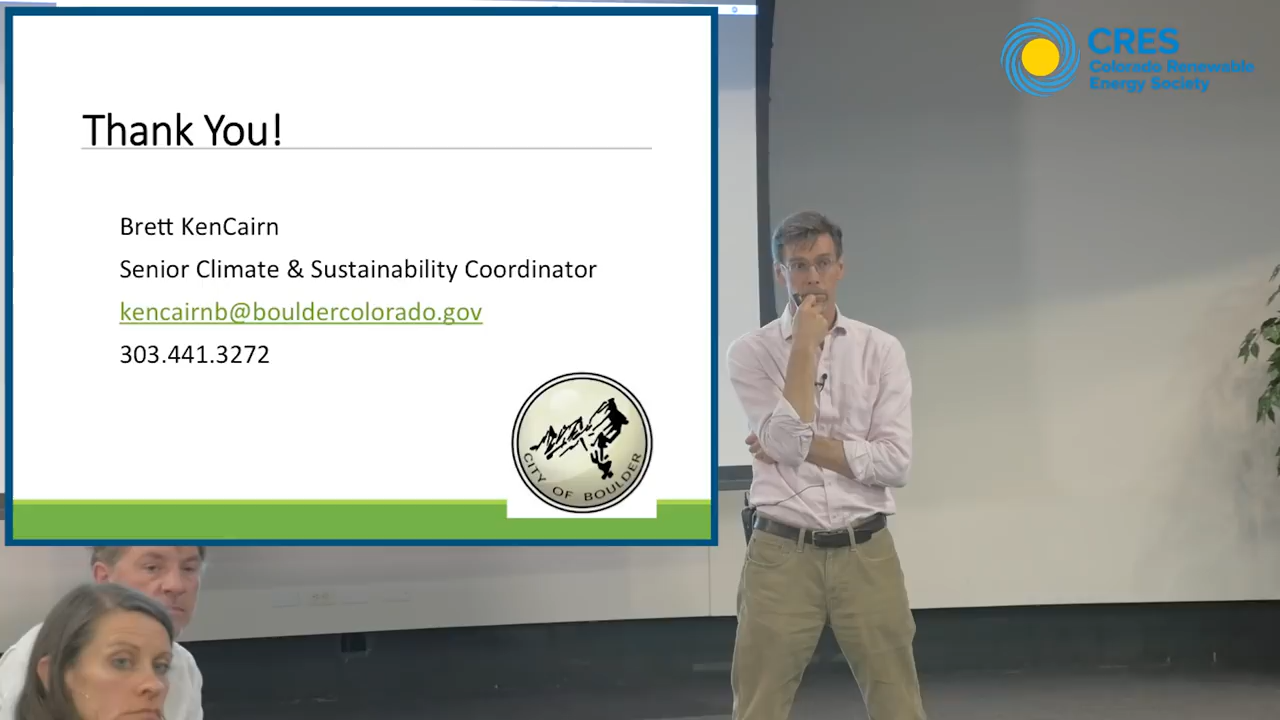 Thank You!
Brett KenCairn
Senior Climate & Sustainability Coordinator
kencairnb@bouldercolorado.gov
303.441.3272
CITY OF BOULDER
CRES
Colorado Renewable
Energy Society